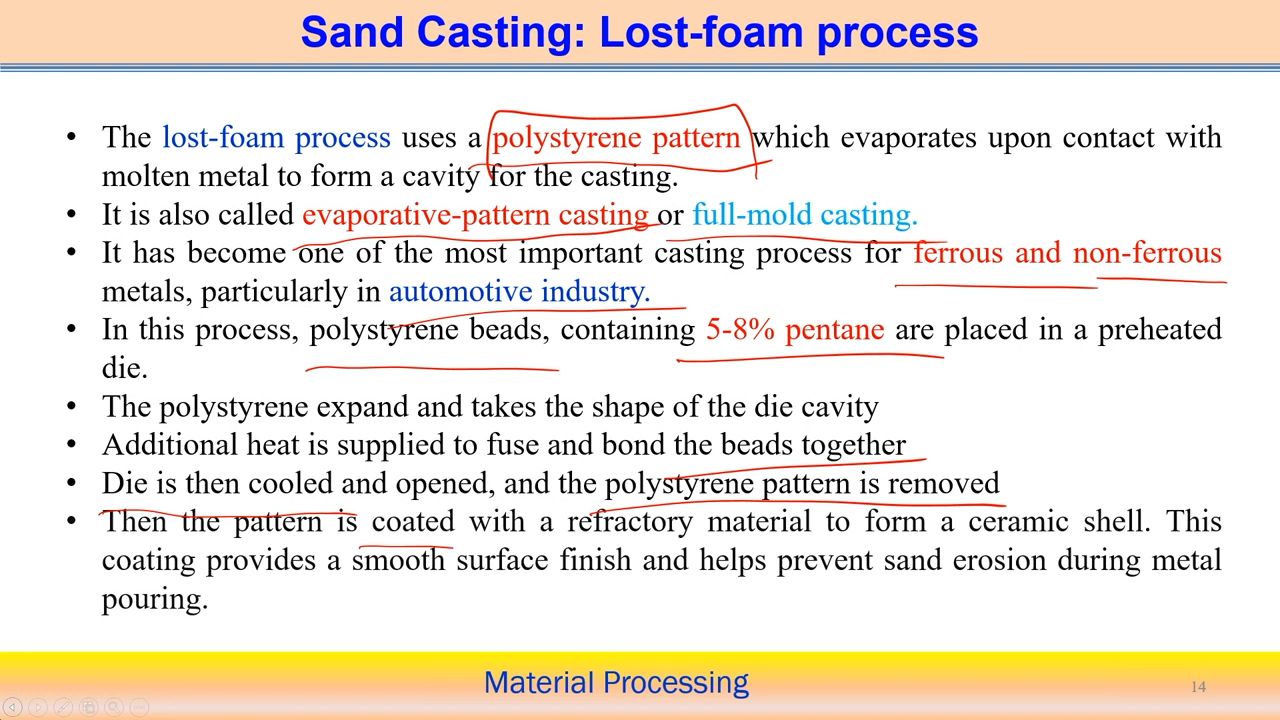 Sand Casting: Lost-foam process
• The lost-foam process uses a polystyrene pattern which evaporates upon contact with
molten metal to form a cavity for the casting.
• It is also called evaporative-pattern casting or full-mold casting.
• It has become one of the most important casting process for ferrous and non-ferrous
metals, particularly in automotive industry.
• In this process, polystyrene beads, containing 5-8% pentane are placed in a preheated
die.
• The polystyrene expand and takes the shape of the die cavity
• Additional heat is supplied to fuse and bond the beads together
• Die is then cooled and opened, and the polystyrene pattern is removed
• Then the pattern is coated with a refractory material to form a ceramic shell. This
coating provides a smooth surface finish and helps prevent sand erosion during metal
pouring.
Material Processing
14